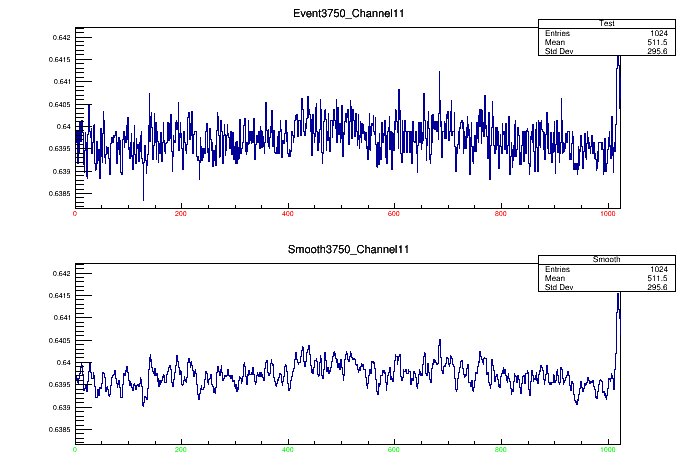 Event3750_Channel11
Test
Entries 1024
Mean 511.5
Std Dev 295.6
0.642
0.6415
0.641
0.6405
0.64
0.6395
0.639
0.6385
0 200 400 600 800 1000
Smooth3750_Channel11
Smooth
Entries 1024
Mean 511.5
Std Dev 295.6
0.642
0.6415
0.641
0.6405
0.64
0.6395
0.639
0.6385
0 200 400 600 800 1000